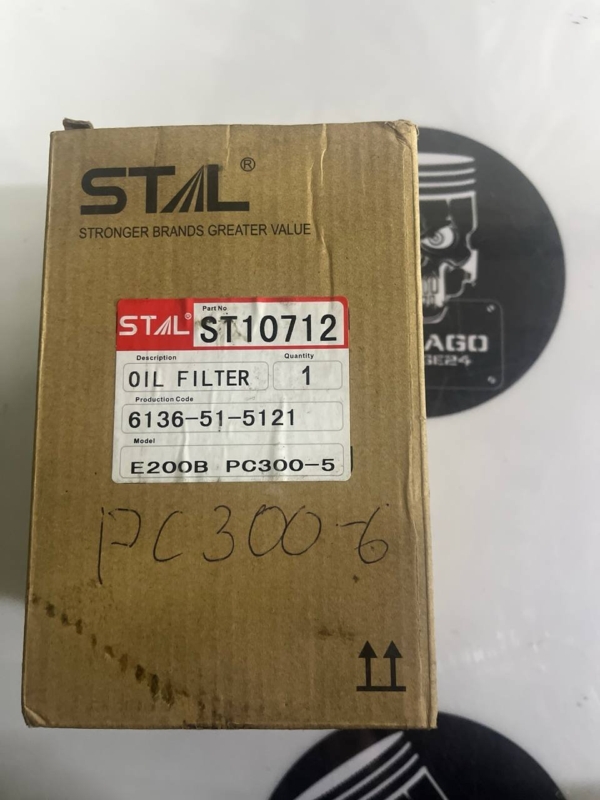 STAL®
STRONGER BRANDS GREATER VALUE
STAL®
Part No
ST10712
Description
Quantity
OIL FILTER
1
Production Code
6136-51-5121
Model
E200B PC300-5
PC300-6
AGO
GE24